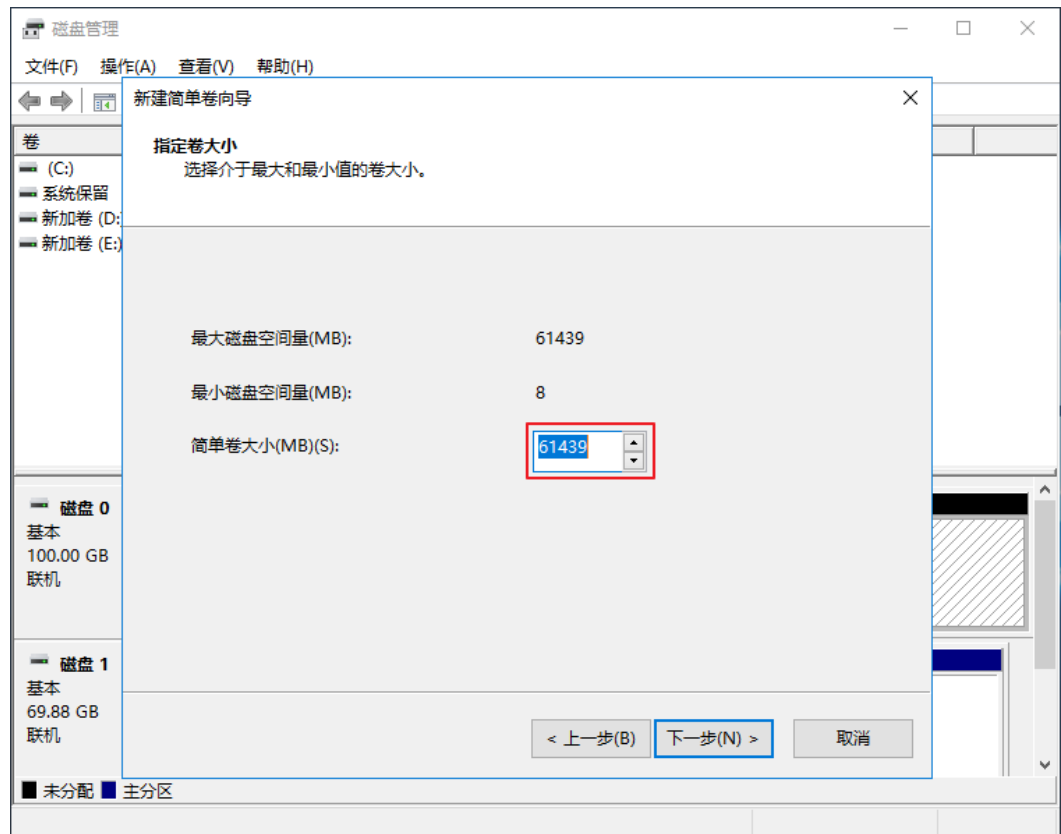 磁盘管理
文件(F) 操作(A) 查看(V) 帮助(H)
新建简单卷向导
指定卷大小
选择介于最大和最小值的卷大小。
卷
(C:)
系统保留
新加卷 (D:
新加卷 (E:)
最大磁盘空间量(MB): 61439
最小磁盘空间量(MB): 8
简单卷大小(MB)(S): 61439
磁盘 0
基本
100.00 GB
联机
磁盘 1
基本
69.88 GB
联机
< 上一步(B) 下一步(N) > 取消
未分配 主分区